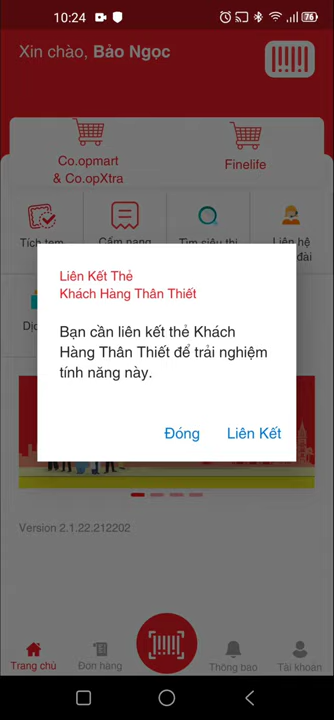 10:24
76
Xin chào, Bảo Ngọc
Co.opmart
& Co.opXtra
Finelife
Tích tem
Cẩm nang
Tìm siêu thị
Liên hệ
đài
Liên Kết Thẻ
Khách Hàng Thân Thiết
Bạn cần liên kết thẻ Khách
Hàng Thân Thiết để trải nghiệm
tính năng này.
Đóng
Liên Kết
Version 2.1.22.212202
Trang chủ
Đơn hàng
Thông báo
Tài khoản